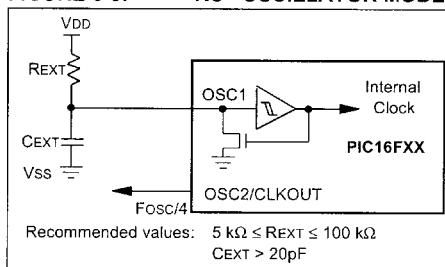 FIGURE RC OSCILLATOR MODE
VDD
REXT
OSC1
Internal
Clock
PIC16FXX
CEXT
VSS
OSC2/CLKOUT
FOSC/4
Recommended values: 5 kΩ ≤ REXT ≤ 100 kΩ
CEXT > 20pF